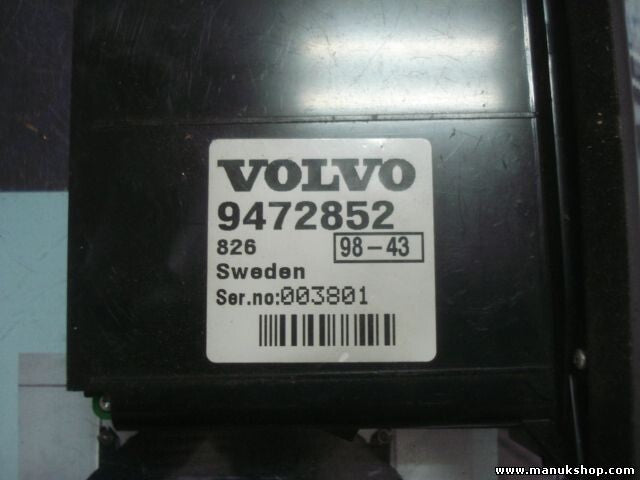 VOLVO
9472852
826 98-43
Sweden
Ser.no:003801
www.manukshop.com